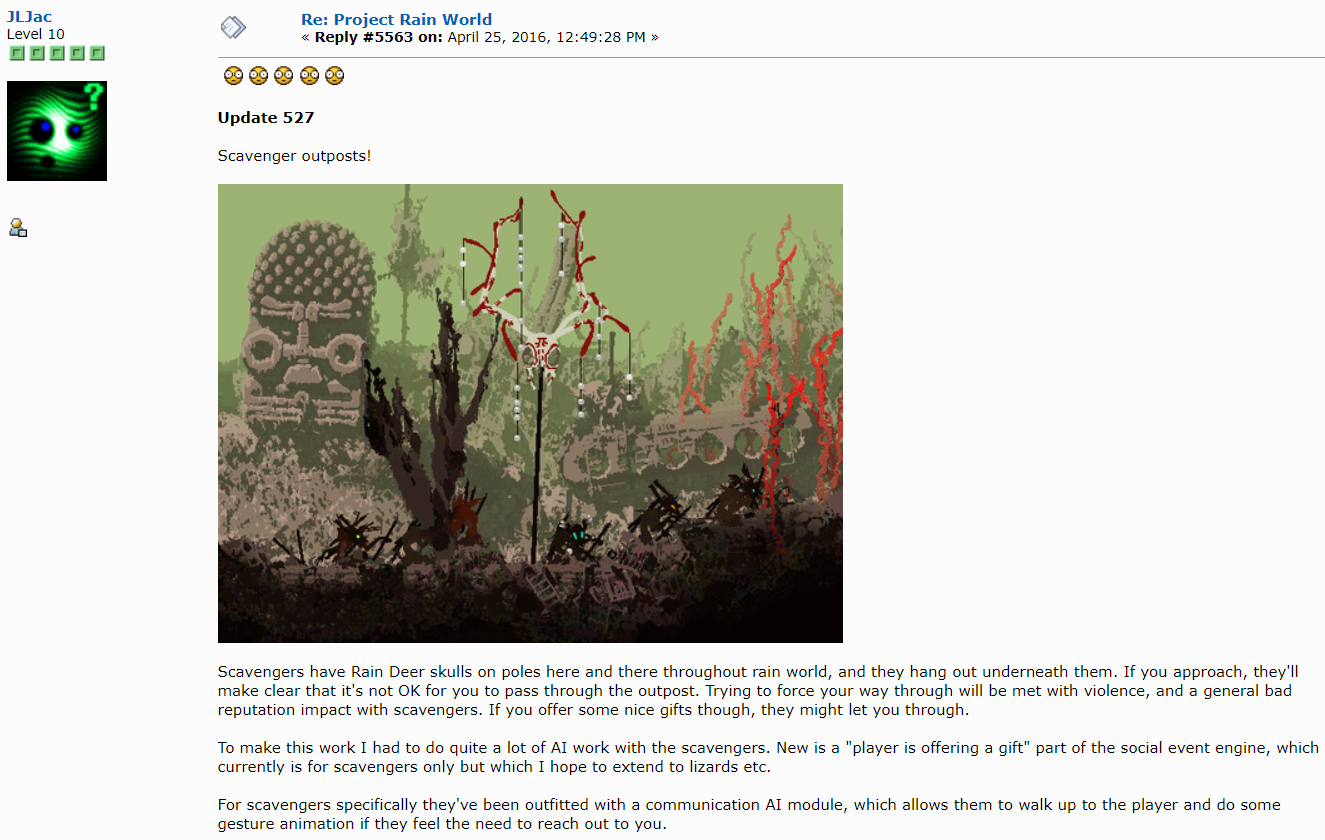 JLJac
Level 10
Re: Project Rain World
« Reply #5563 on: April 25, 2016, 12:49:28 PM »
Update 527
Scavenger outposts!
Scavengers have Rain Deer skulls on poles here and there throughout rain world, and they hang out underneath them. If you approach, they'll
make clear that it's not OK for you to pass through the outpost. Trying to force your way through will be met with violence, and a general bad
reputation impact with scavengers. If you offer some nice gifts though, they might let you through.
To make this work I had to do quite a lot of AI work with the scavengers. New is a "player is offering a gift" part of the social event engine, which
currently is for scavengers only but which I hope to extend to lizards etc.
For scavengers specifically they've been outfitted with a communication AI module, which allows them to walk up to the player and do some
gesture animation if they feel the need to reach out to you.